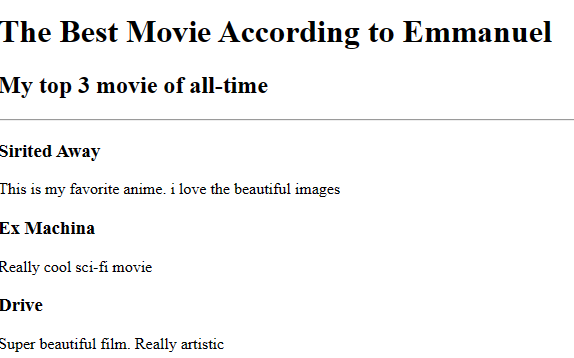 The Best Movie According to Emmanuel
My top 3 movie of all-time
Sirited Away
This is my favorite anime. i love the beautiful images
Ex Machina
Really cool sci-fi movie
Drive
Super beautiful film. Really artistic